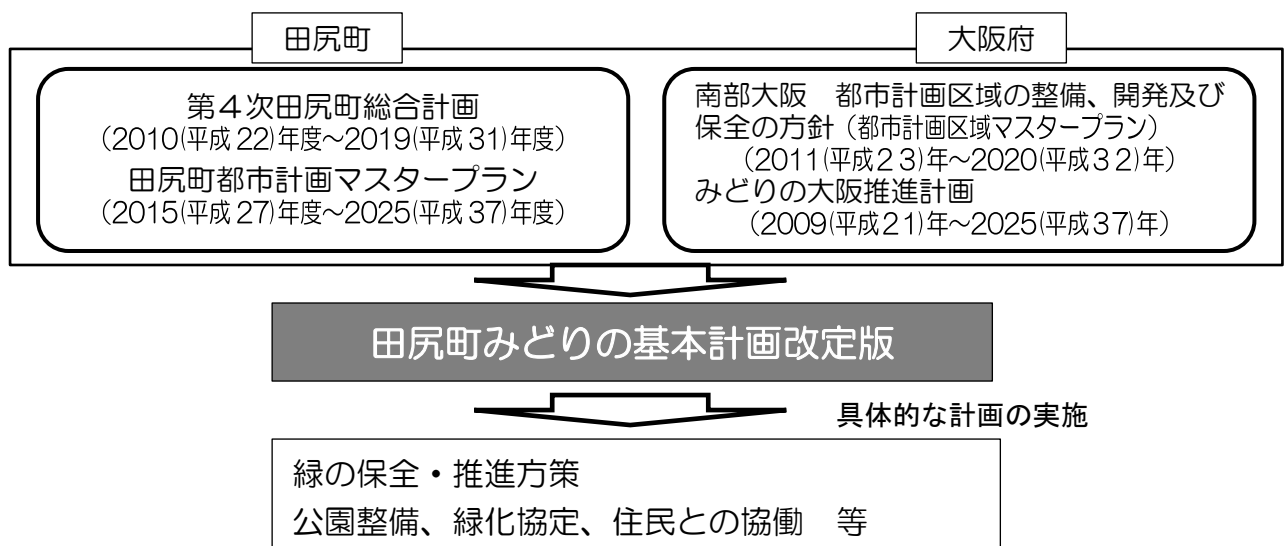 田尻町
第４次田尻町総合計画
（2010(平成 22)年度～2019(平成 31)年度）
田尻町都市計画マスタープラン
（2015(平成 27)年度～2025(平成 37)年度）
大阪府
南部大阪　都市計画区域の整備、開発及び
保全の方針（都市計画区域マスタープラン）
（2011(平成２３)年～2020(平成３２)年）
みどりの大阪推進計画
（2009(平成２1)年～2025(平成３7)年）
田尻町みどりの基本計画改定版
具体的な計画の実施
緑の保全・推進方策
公園整備、緑化協定、住民との協働　等